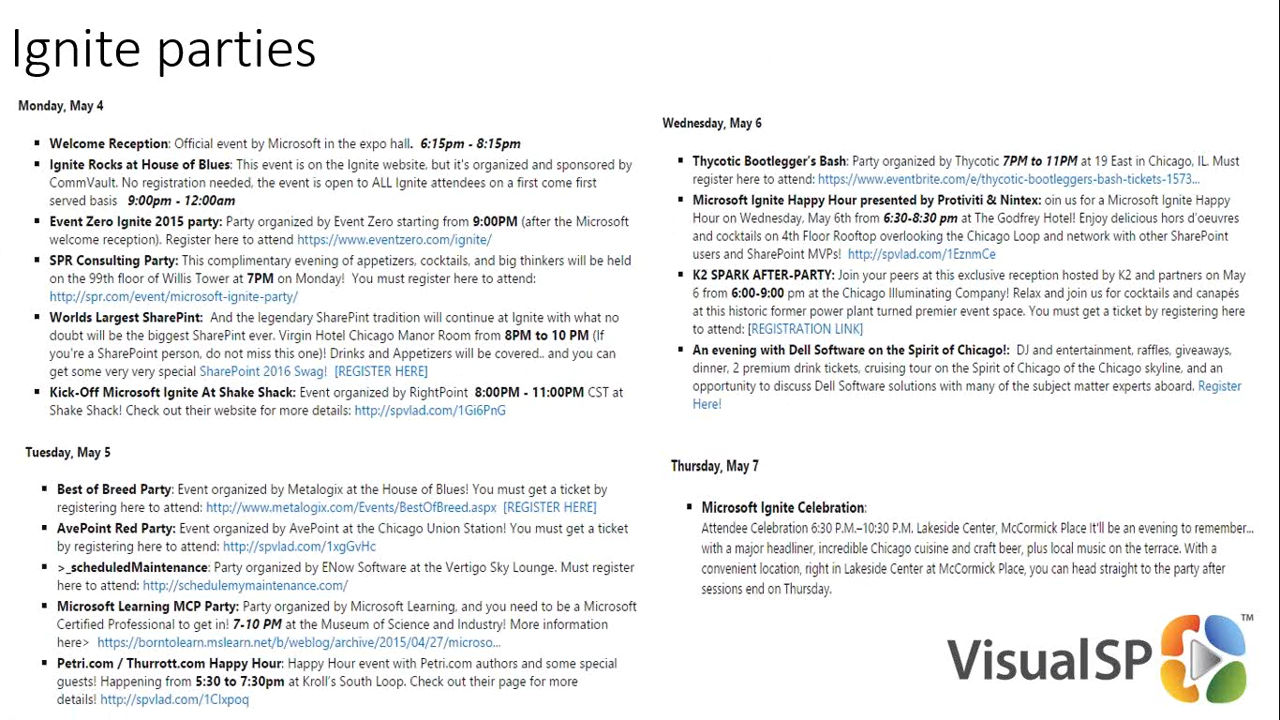 Ignite parties
Monday, May 4
Welcome Reception: Official event by Microsoft in the expo hall. 6:15pm - 8:15pm
Ignite Rocks at House of Blues: This event is on the Ignite website, but it's organized and sponsored by
CommVault. No registration needed, the event is open to ALL Ignite attendees on a first come first
served basis 9:00pm - 12:00am
Event Zero Ignite 2015 party: Party organized by Event Zero starting from 9:00PM (after the Microsoft
welcome reception). Register here to attend https://www.eventzero.com/ignite/
SPR Consulting Party: This complimentary evening of appetizers, cocktails, and big thinkers will be held
on the 99th floor of Willis Tower at 7PM on Monday! You must register here to attend:
http://spr.com/event/microsoft-ignite-party/
Worlds Largest SharePint: And the legendary SharePint tradition will continue at Ignite with what no
doubt will be the biggest SharePint ever. Virgin Hotel Chicago Manor Room from 8PM to 10 PM (If
you're a SharePoint person, do not miss this one)! Drinks and Appetizers will be covered.. and you can
get some very very special SharePoint 2016 Swag! [REGISTER HERE]
Kick-Off Microsoft Ignite At Shake Shack: Event organized by RightPoint 8:00PM - 11:00PM CST at
Shake Shack! Check out their website for more details: http://spvlad.com/1Gi6PnG
Tuesday, May 5
Best of Breed Party: Event organized by Metalogix at the House of Blues! You must get a ticket by
registering here to attend: http://www.metalogix.com/Events/BestOfBreed.aspx [REGISTER HERE]
AvePoint Red Party: Event organized by AvePoint at the Chicago Union Station! You must get a ticket
by registering here to attend: http://spvlad.com/1xgGvHc
>_scheduledMaintenance: Party organized by ENow Software at the Vertigo Sky Lounge. Must register
here to attend: http://schedulemymaintenance.com/
Microsoft Learning MCP Party: Party organized by Microsoft Learning, and you need to be a Microsoft
Certified Professional to get in! 7-10 PM at the Museum of Science and Industry! More information
here> https://borntolearn.mslearn.net/b/weblog/archive/2015/04/27/microso...
Petri.com / Thurrott.com Happy Hour: Happy Hour event with Petri.com authors and some special
guests! Happening from 5:30 to 7:30pm at Kroll's South Loop. Check out their page for more
details! http://spvlad.com/1Clxpoq
Wednesday, May 6
Thycotic Bootlegger's Bash: Party organized by Thycotic 7PM to 11PM at 19 East in Chicago, IL. Must
register here to attend: https://www.eventbrite.com/e/thycotic-bootleggers-bash-tickets-1573...
Microsoft Ignite Happy Hour presented by Protiviti & Nintex: oin us for a Microsoft Ignite Happy
Hour on Wednesday, May 6th from 6:30-8:30 pm at The Godfrey Hotel! Enjoy delicious hors d'oeuvres
and cocktails on 4th Floor Rooftop overlooking the Chicago Loop and network with other SharePoint
users and SharePoint MVPs! http://spvlad.com/1EznmCe
K2 SPARK AFTER-PARTY: Join your peers at this exclusive reception hosted by K2 and partners on May
6 from 6:00-9:00 pm at the Chicago Illuminating Company! Relax and join us for cocktails and canapés
at this historic former power plant turned premier event space. You must get a ticket by registering here
to attend: [REGISTRATION LINK]
An evening with Dell Software on the Spirit of Chicago!: DJ and entertainment, raffles, giveaways,
dinner, 2 premium drink tickets, cruising tour on the Spirit of Chicago of the Chicago skyline, and an
opportunity to discuss Dell Software solutions with many of the subject matter experts aboard. Register
Here!
Thursday, May 7
Microsoft Ignite Celebration:
Attendee Celebration 6:30 P.M.–10:30 P.M. Lakeside Center, McCormick Place It'll be an evening to remember...
with a major headliner, incredible Chicago cuisine and craft beer, plus local music on the terrace. With a
convenient location, right in Lakeside Center at McCormick Place, you can head straight to the party after
sessions end on Thursday.
VisualSP TM